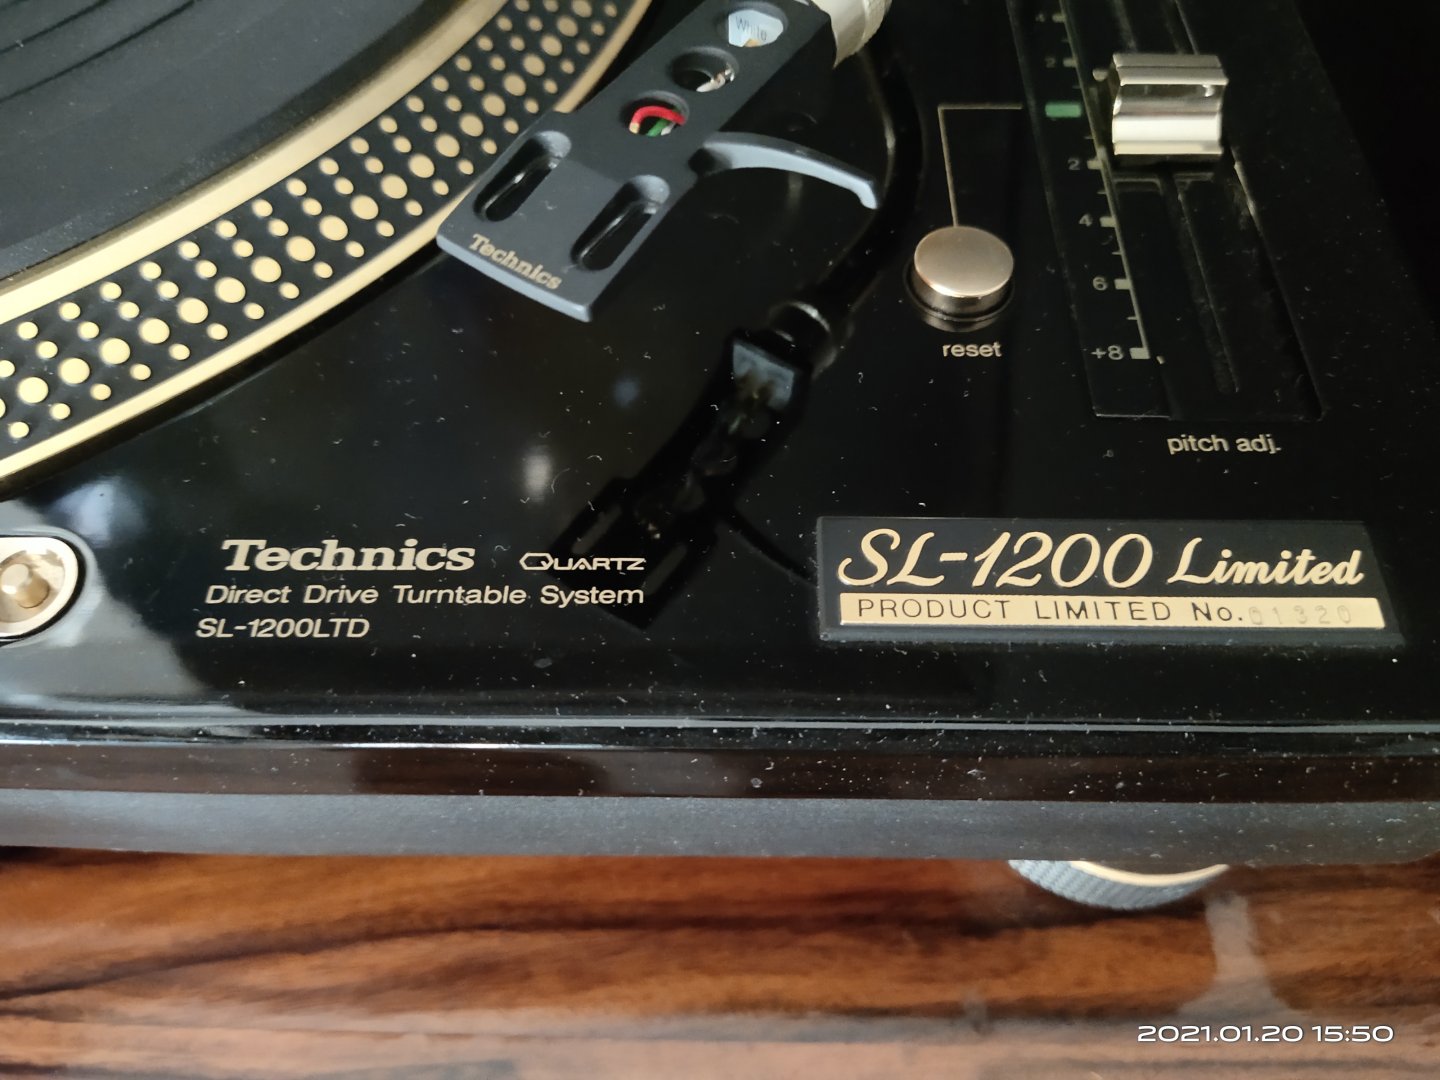 White
2
2
4
6
+8
Technics
reset
pitch adj.
Technics QUARTZ
Direct Drive Turntable System
SL-1200LTD
SL-1200 Limited
PRODUCT LIMITED No. 01320
2021.01.20 15:50